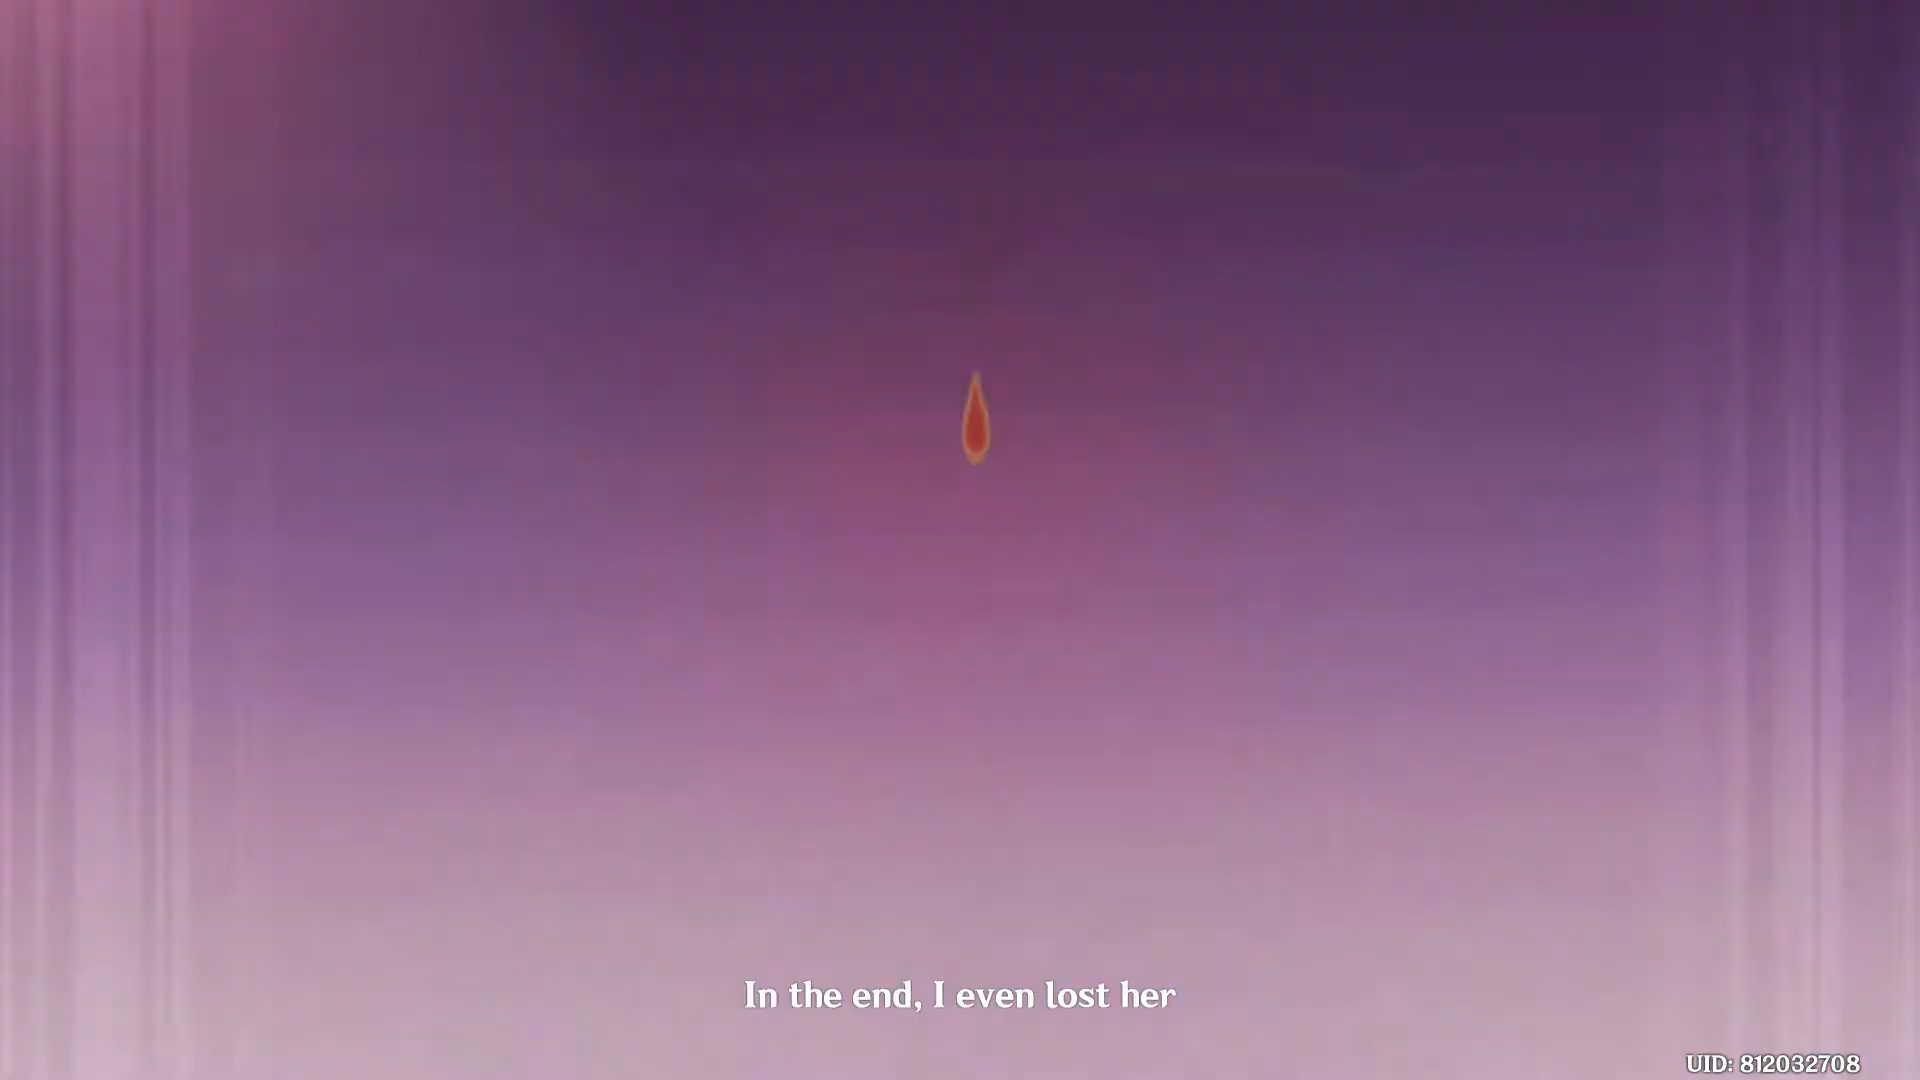 In the end, I even lost her
UID: 812032708